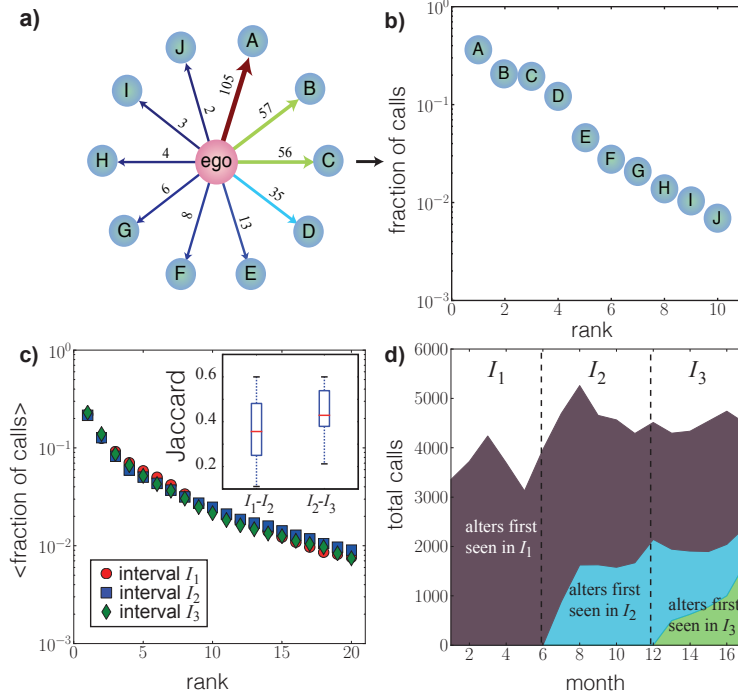 a)
J
A
I
B
H
ego
C
G
D
F
E
105
57
56
35
13
8
6
4
3
2
b)
fraction of calls
10^0
10^-1
10^-2
10^-3
A
B
C
D
E
F
G
H
I
J
0 2 4 6 8 10
rank
c)
<fraction of calls>
10^0
10^-1
10^-2
10^-3
Jaccard
0.6
0.4
0.2
I1-I2 I2-I3
interval I1
interval I2
interval I3
0 5 10 15 20
rank
d)
total calls
6000
5000
4000
3000
2000
1000
0
I1 I2 I3
alters first
seen in I1
alters first
seen in I2
alters first
seen in I3
2 4 6 8 10 12 14 16
month